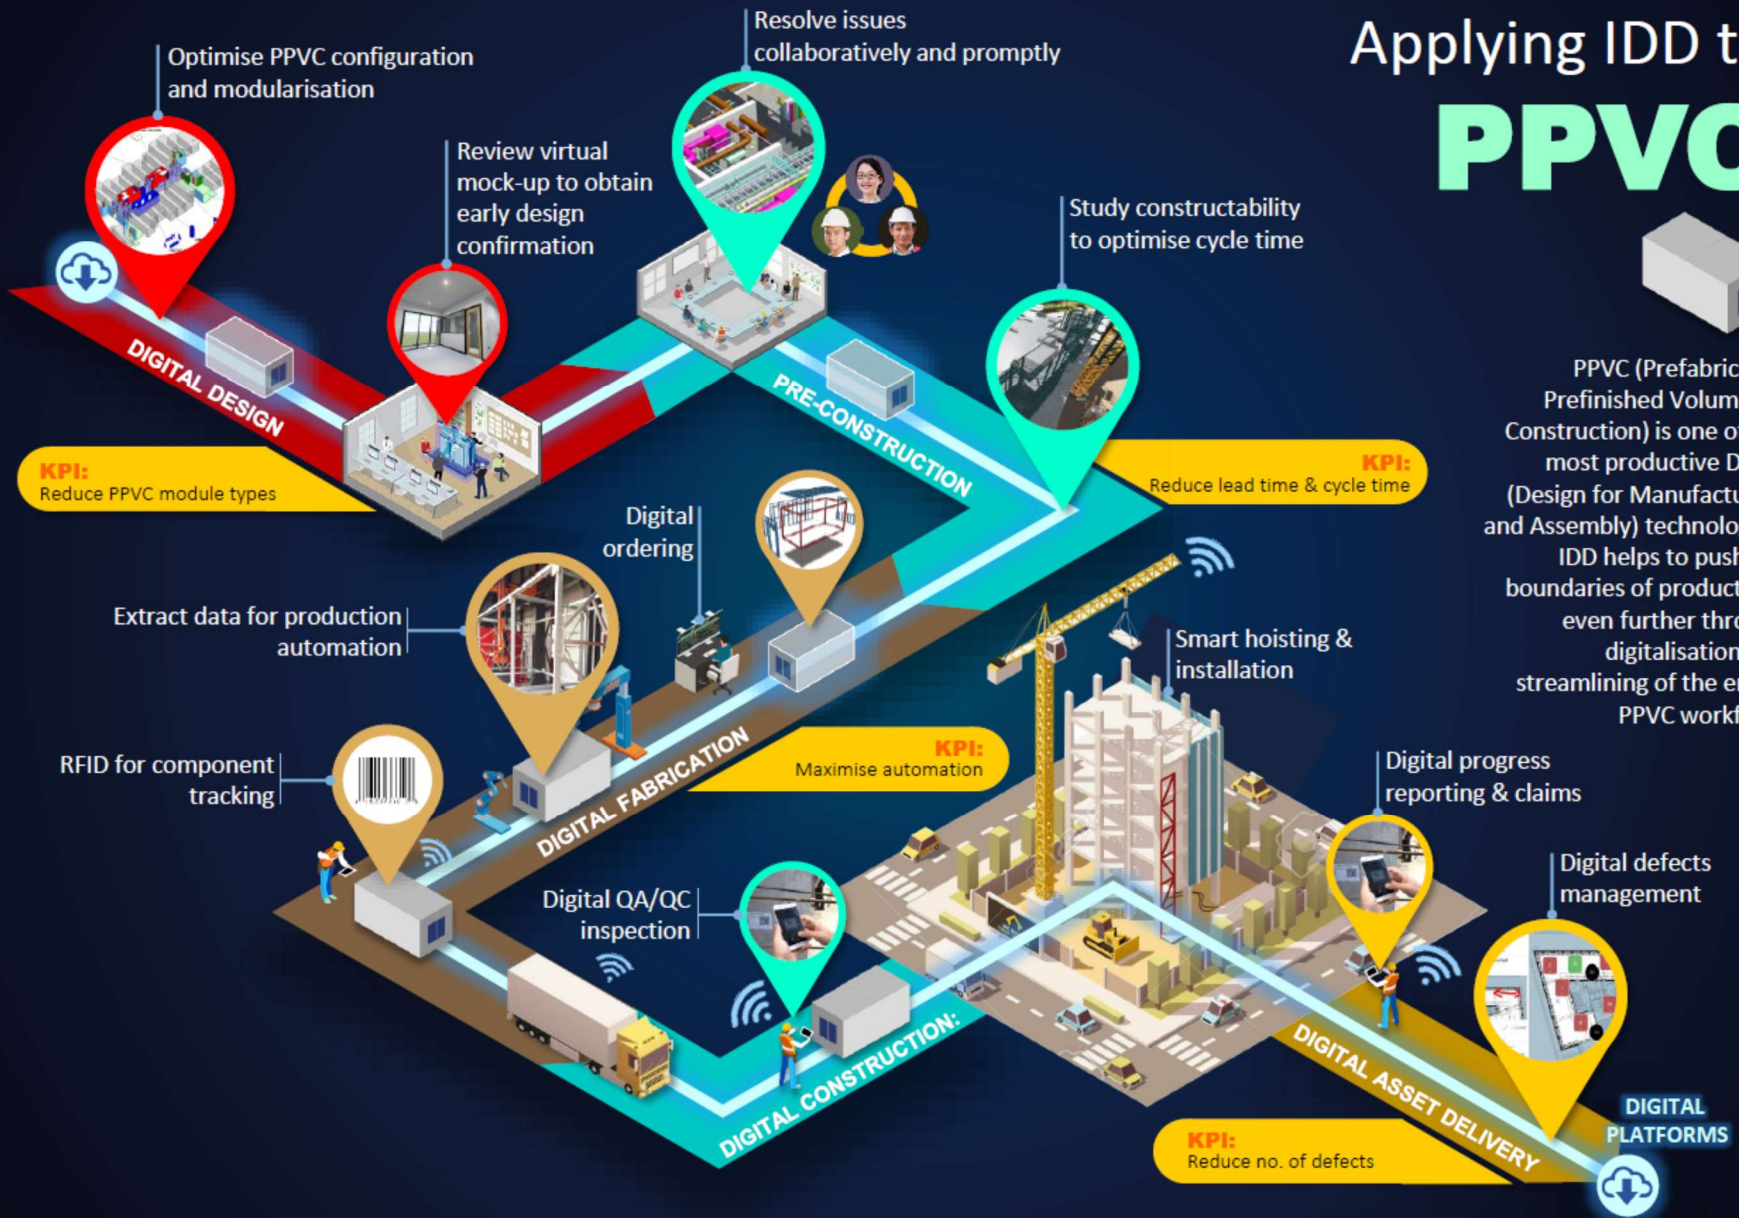 Applying IDD t
PPVC
Optimise PPVC configuration
and modularisation
Review virtual
mock-up to obtain
early design
confirmation
Resolve issues
collaboratively and promptly
Study constructability
to optimise cycle time
DIGITAL DESIGN
KPI:
Reduce PPVC module types
PRE-CONSTRUCTION
KPI:
Reduce lead time & cycle time
PPVC (Prefabric
Prefinished Volum
Construction) is one o
most productive D
(Design for Manufactu
and Assembly) technolo
IDD helps to push
boundaries of product
even further thro
digitalisation
streamlining of the e
PPVC workf
Digital
ordering
Extract data for production
automation
RFID for component
tracking
DIGITAL FABRICATION
KPI:
Maximise automation
Smart hoisting &
installation
Digital QA/QC
inspection
DIGITAL CONSTRUCTION:
Digital progress
reporting & claims
Digital defects
management
DIGITAL ASSET DELIVERY
KPI:
Reduce no. of defects
DIGITAL
PLATFORMS